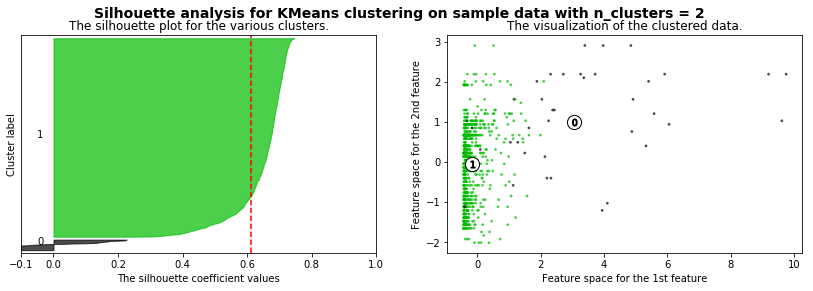 Silhouette analysis for KMeans clustering on sample data with n_clusters = 2
The silhouette plot for the various clusters.
Cluster label
1
0
−0.1 0.0 0.2 0.4 0.6 0.8 1.0
The silhouette coefficient values
The visualization of the clustered data.
Feature space for the 2nd feature
3
2
1
0
−1
−2
0
1
0 2 4 6 8 10
Feature space for the 1st feature